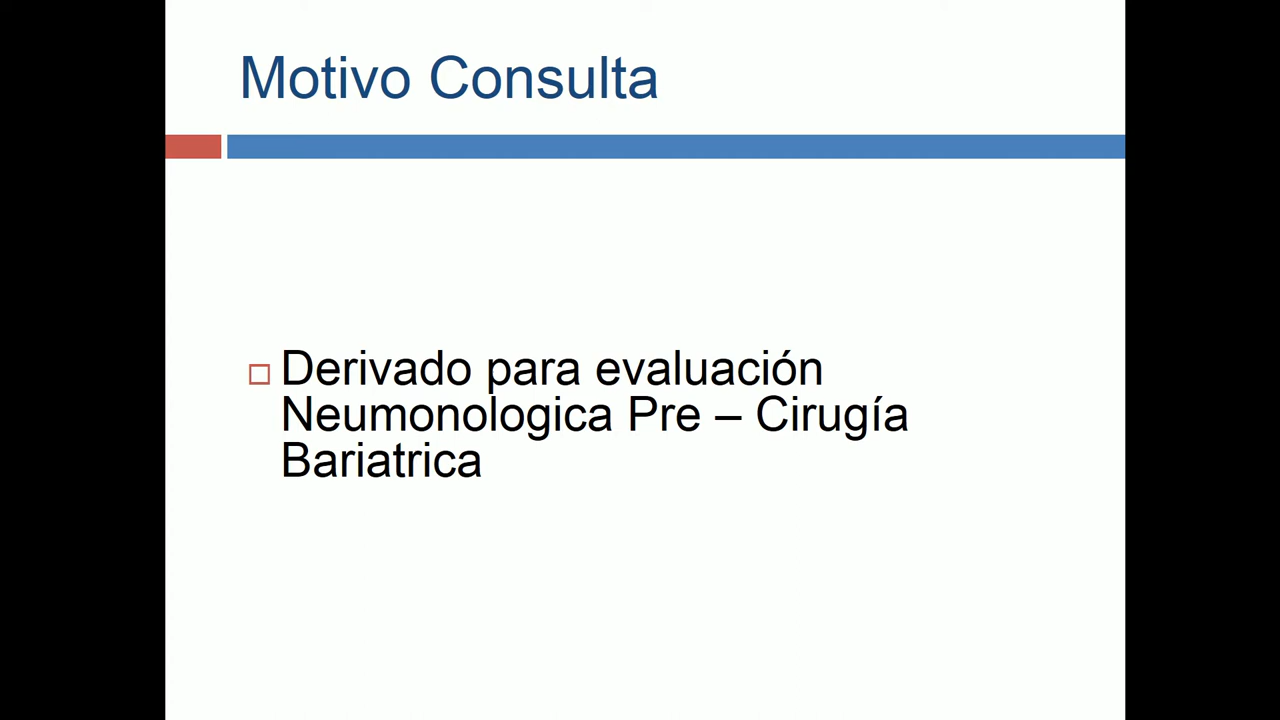 Motivo Consulta
Derivado para evaluación
Neumonologica Pre – Cirugía
Bariatrica